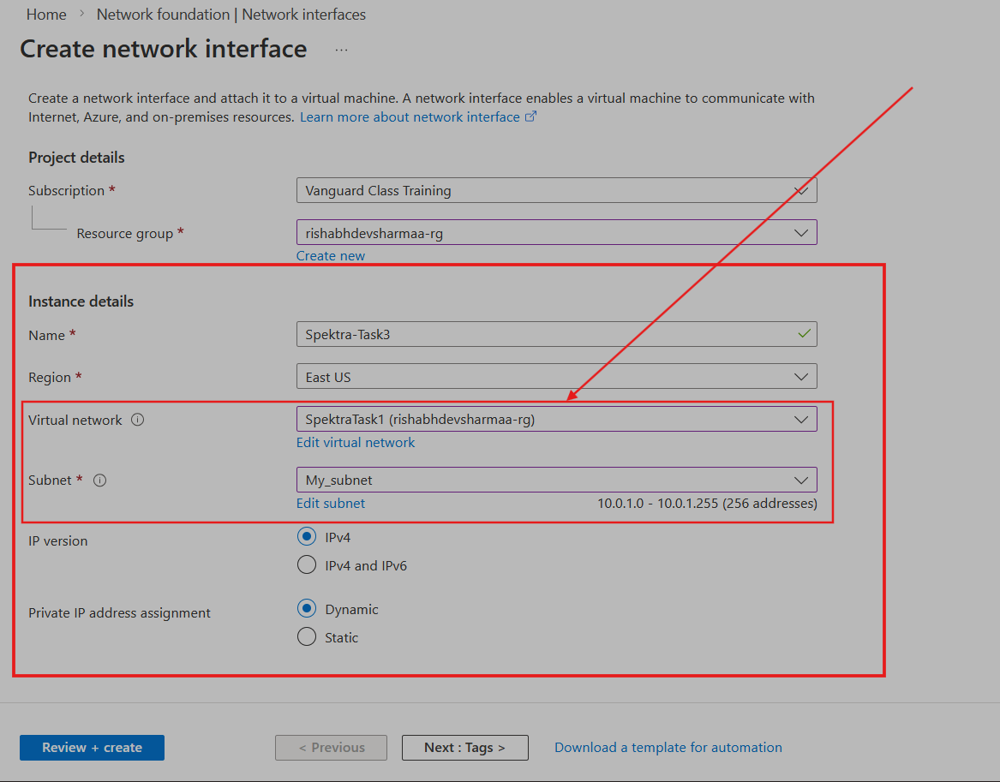 Home > Network foundation | Network interfaces
Create network interface ...
Create a network interface and attach it to a virtual machine. A network interface enables a virtual machine to communicate with
Internet, Azure, and on-premises resources. Learn more about network interface
Project details
Subscription * Vanguard Class Training
Resource group * rishabhdevsharmaa-rg
Create new
Instance details
Name * Spektra-Task3
Region * East US
Virtual network SpektraTask1 (rishabhdevsharmaa-rg)
Edit virtual network
Subnet * My_subnet
Edit subnet 10.0.1.0 - 10.0.1.255 (256 addresses)
IP version IPv4
IPv4 and IPv6
Private IP address assignment Dynamic
Static
Review + create < Previous Next : Tags > Download a template for automation